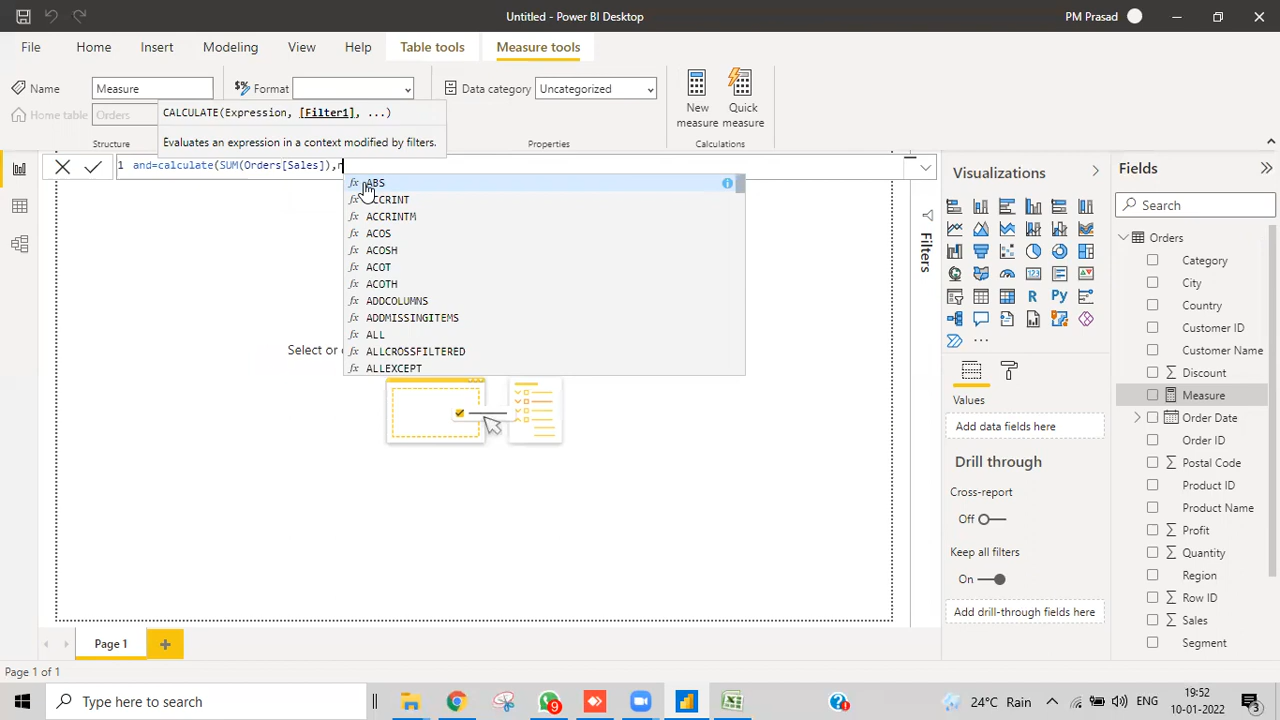 Untitled - Power BI Desktop
PM Prasad
File
Home
Insert
Modeling
View
Help
Table tools
Measure tools
Name
Measure
Format
Data category
Uncategorized
New measure
Quick measure
Home table
Orders
CALCULATE(Expression, [Filter1], ...)
Evaluates an expression in a context modified by filters.
Structure
Properties
Calculations
1 and=calculate(SUM(Orders[Sales]),
ABS
ACCRINT
ACCRINTM
ACOS
ACOSH
ACOT
ACOTH
ADDCOLUMNS
ADDMISSINGITEMS
ALL
ALLCROSSFILTERED
ALLEXCEPT
Select or
Filters
Visualizations
Values
Add data fields here
Drill through
Cross-report
Off
Keep all filters
On
Add drill-through fields here
Fields
Search
Orders
Category
City
Country
Customer ID
Customer Name
Discount
Measure
Order Date
Order ID
Postal Code
Product ID
Product Name
Profit
Quantity
Region
Row ID
Sales
Segment
Page 1
Page 1 of 1
Type here to search
9
24°C Rain
ENG
19:52
10-01-2022
3